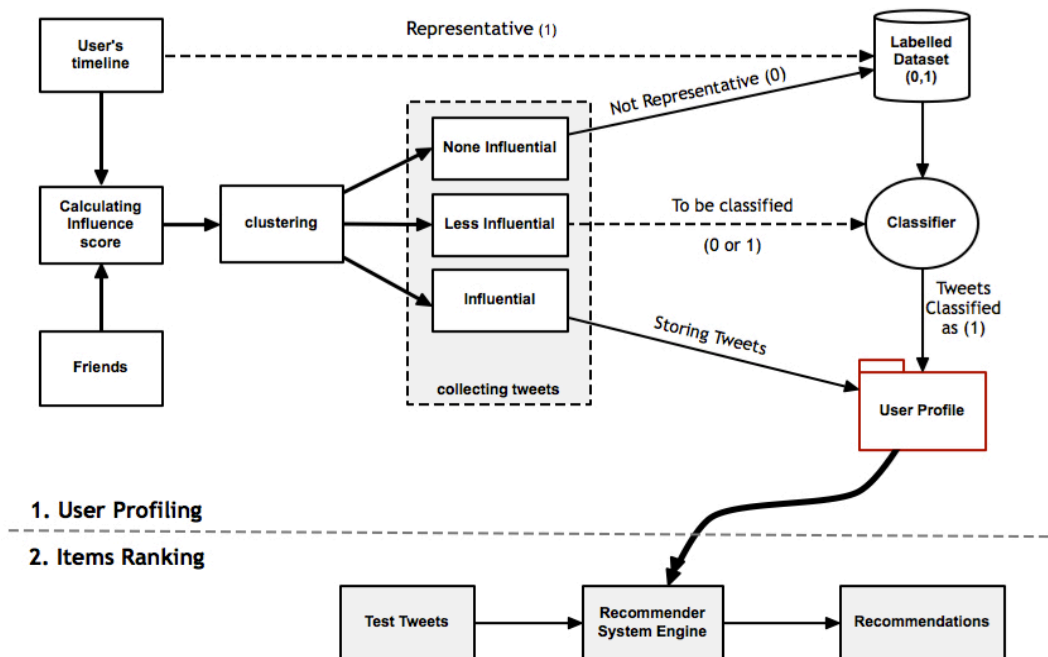 Representative (1)
User's
timeline
Labelled
Dataset
(0,1)
Not Representative (0)
None Influential
Calculating
Influence
score
clustering
Less Influential
To be classified
(0 or 1)
Classifier
Influential
Tweets
Classified
as (1)
Storing Tweets
Friends
collecting tweets
User Profile
1. User Profiling
2. Items Ranking
Test Tweets
Recommender
System Engine
Recommendations